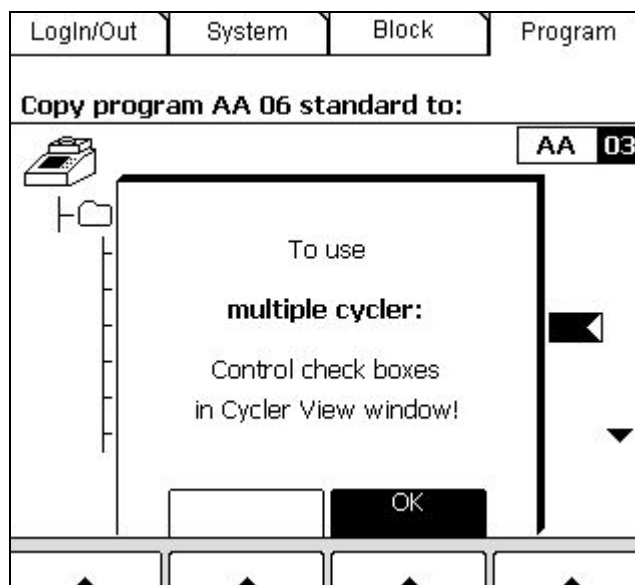 LogIn/Out System Block Program
Copy program AA 06 standard to:
AA 03
To use
multiple cycler:
Control check boxes
in Cycler View window!
OK